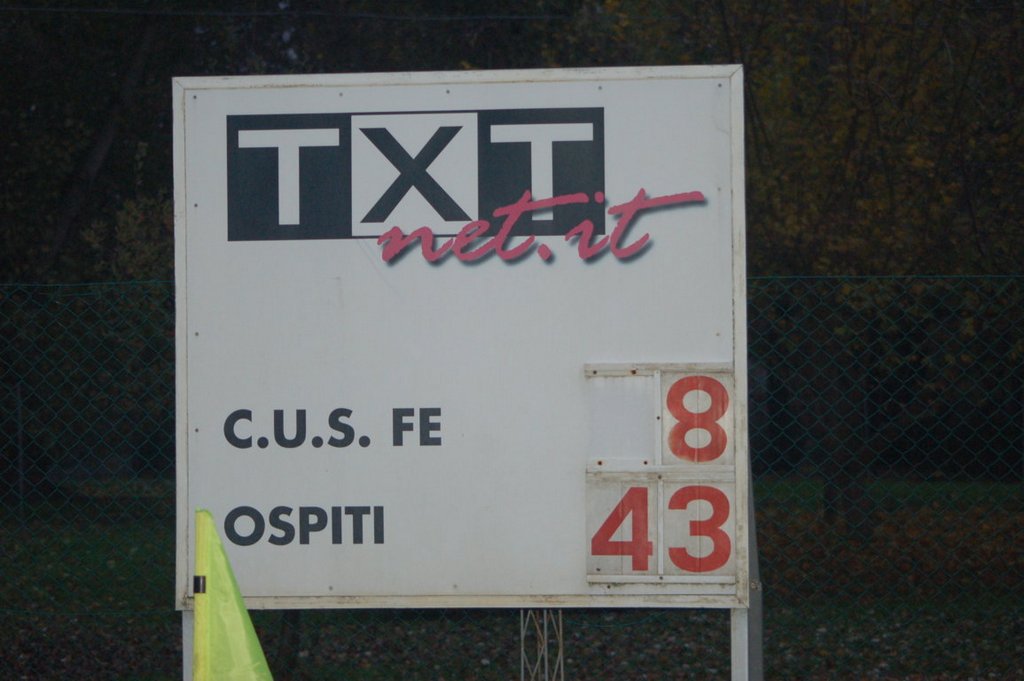 TXT
net.it
C.U.S. FE 8
OSPITI 43